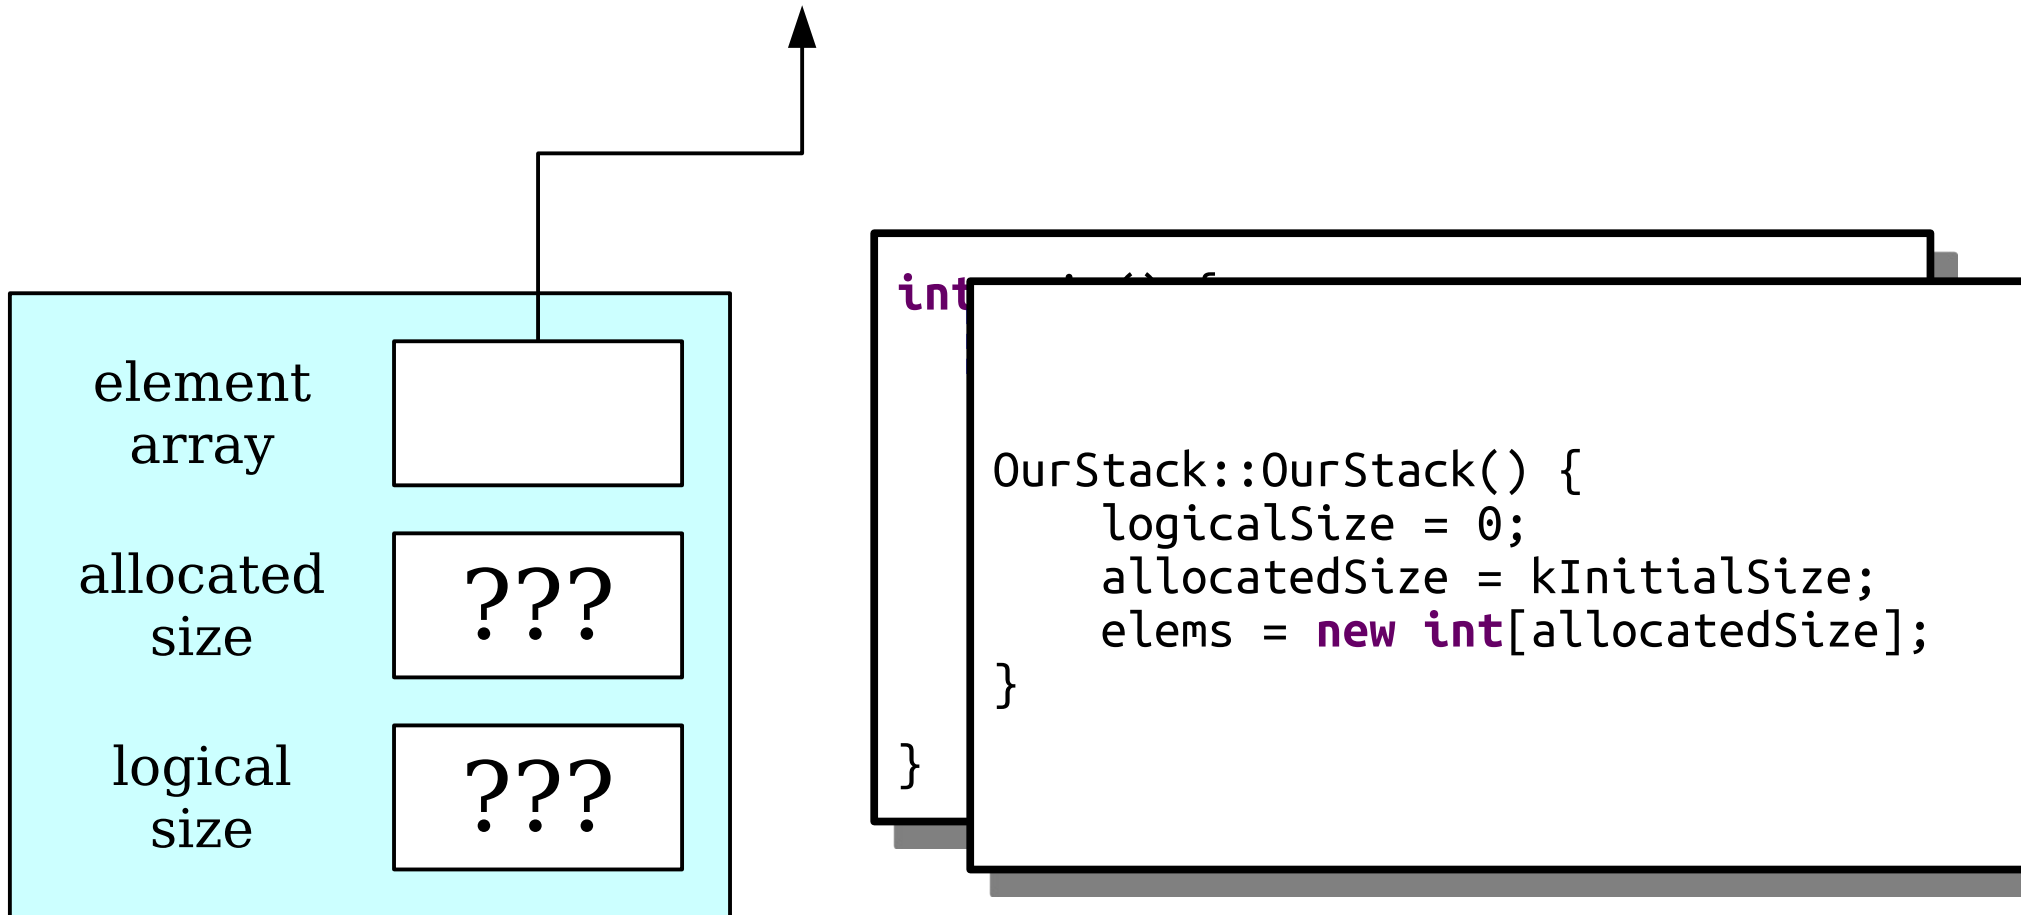 element
array
allocated
size
???
logical
size
???
int
}
OurStack::OurStack() {
    logicalSize = 0;
    allocatedSize = kInitialSize;
    elems = new int[allocatedSize];
}